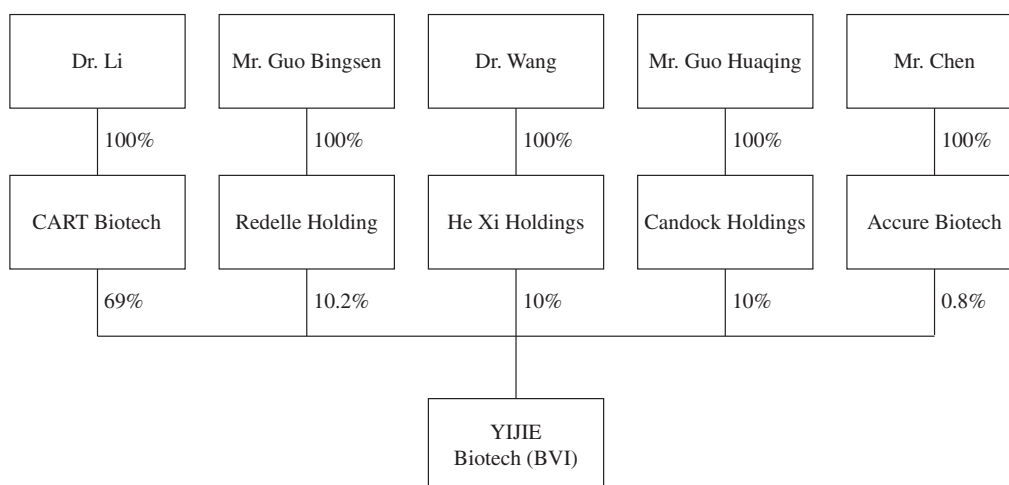 Dr. Li
Mr. Guo Bingsen
Dr. Wang
Mr. Guo Huaqing
Mr. Chen
100%
100%
100%
100%
100%
CART Biotech
Redelle Holding
He Xi Holdings
Candock Holdings
Accure Biotech
69%
10.2%
10%
10%
0.8%
YIJIE
Biotech (BVI)